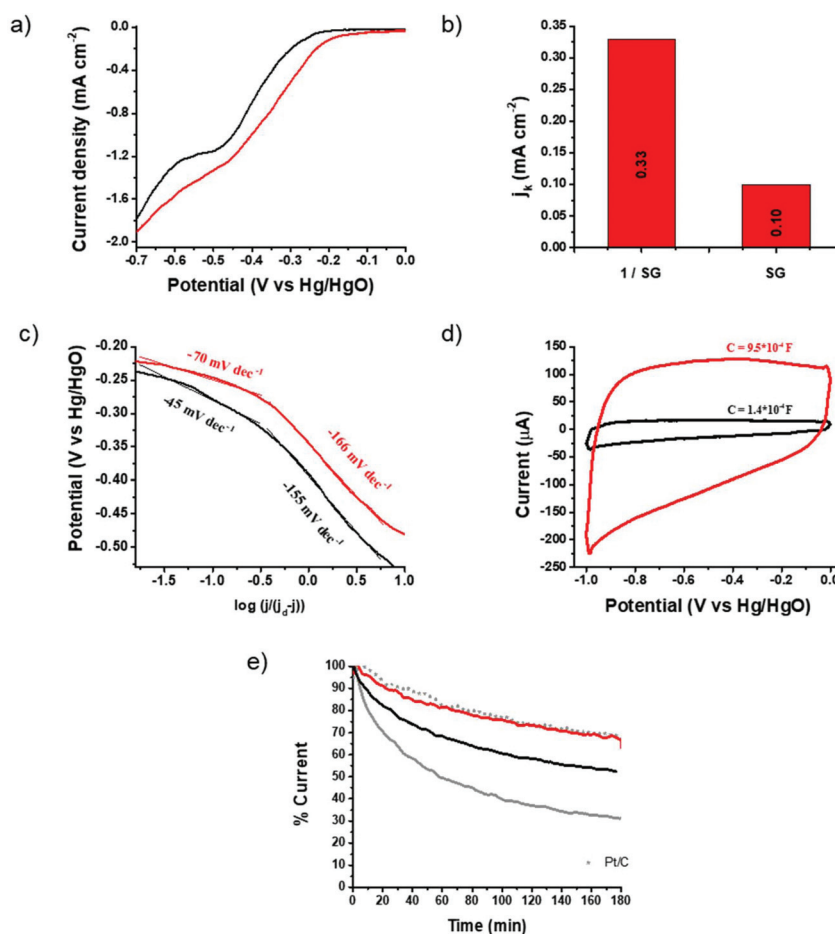 a)
0.0
-0.4
-0.8
-1.2
-1.6
-2.0
Current density (mA cm⁻²)
-0.7 -0.6 -0.5 -0.4 -0.3 -0.2 -0.1 0.0
Potential (V vs Hg/HgO)
b)
0.35
0.30
0.25
0.20
0.15
0.10
0.05
0.00
jₖ (mA cm⁻²)
0.33
0.10
1 / SG SG
c)
-0.20
-0.25
-0.30
-0.35
-0.40
-0.45
-0.50
Potential (V vs Hg/HgO)
-70 mV dec⁻¹
-45 mV dec⁻¹
-166 mV dec⁻¹
-155 mV dec⁻¹
-1.5 -1.0 -0.5 0.0 0.5 1.0
log (j/(j_d-j))
d)
150
100
50
0
-50
-100
-150
-200
-250
Current (μA)
C = 9.5*10⁻⁴ F
C = 1.4*10⁻⁴ F
-1.0 -0.8 -0.6 -0.4 -0.2 0.0
Potential (V vs Hg/HgO)
e)
100
90
80
70
60
50
40
30
20
10
0
% Current
Pt/C
0 20 40 60 80 100 120 140 160 180
Time (min)